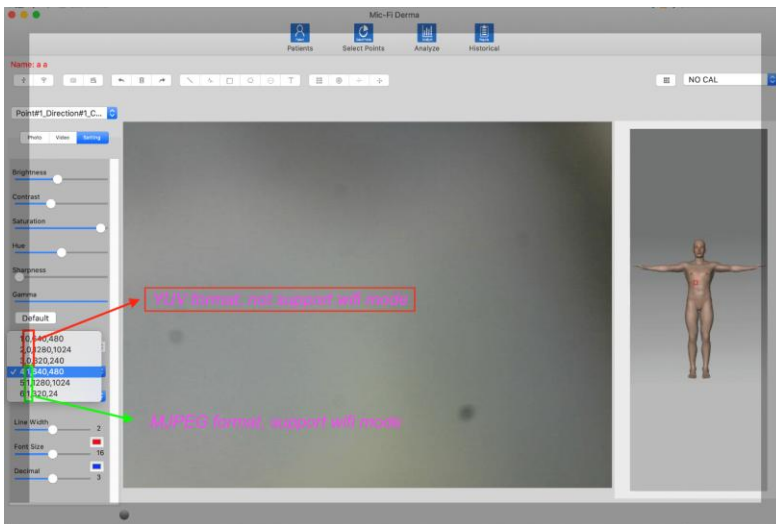 Mic-Fi Derma
Patients
Select Points
Analyze
Historical
Name: a a
T
NO CAL
Point#1_Direction#1_C...
Photo
Video
Setting
Brightness
Contrast
Saturation
Hue
Sharpness
Gamma
Default
1,0,640,480
2,0,1280,1024
3,0,320,240
✓ 4,1,640,480
5,1,1280,1024
6,1,320,24
YUV format, not support wifi mode
MJPEG format, support wifi mode
Line Width
2
Font Size
16
Decimal
3